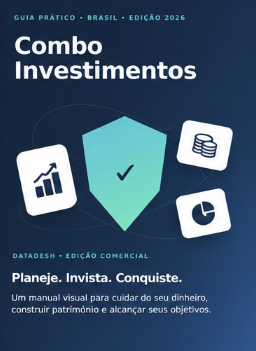 GUIA PRÁTICO • BRASIL • EDIÇÃO 2026
Combo
Investimentos
DATADESH • EDIÇÃO COMERCIAL
Planeje. Invista. Conquiste.
Um manual visual para cuidar do seu dinheiro,
construir patrimônio e alcançar seus objetivos.